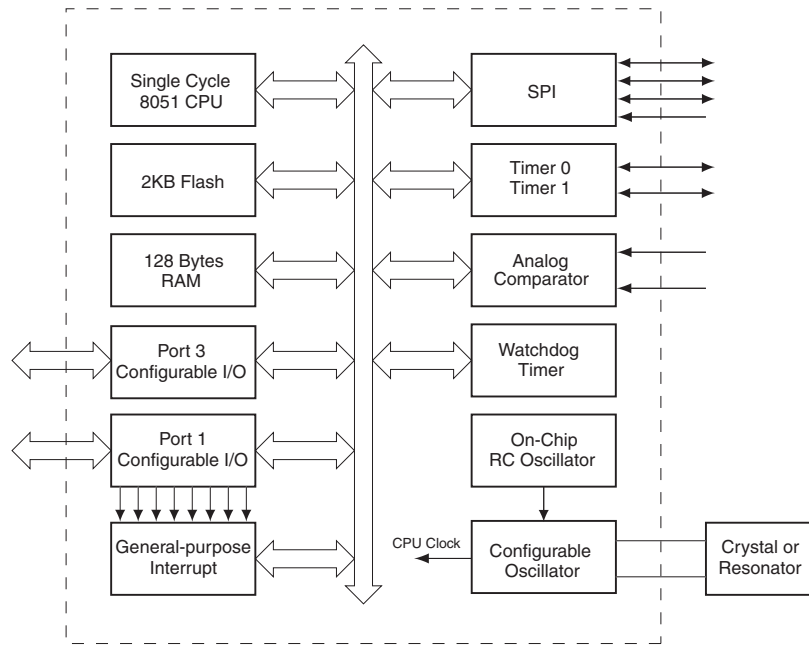 Single Cycle
8051 CPU
SPI
2KB Flash
Timer 0
Timer 1
128 Bytes
RAM
Analog
Comparator
Port 3
Configurable I/O
Watchdog
Timer
Port 1
Configurable I/O
On-Chip
RC Oscillator
General-purpose
Interrupt
CPU Clock
Configurable
Oscillator
Crystal or
Resonator